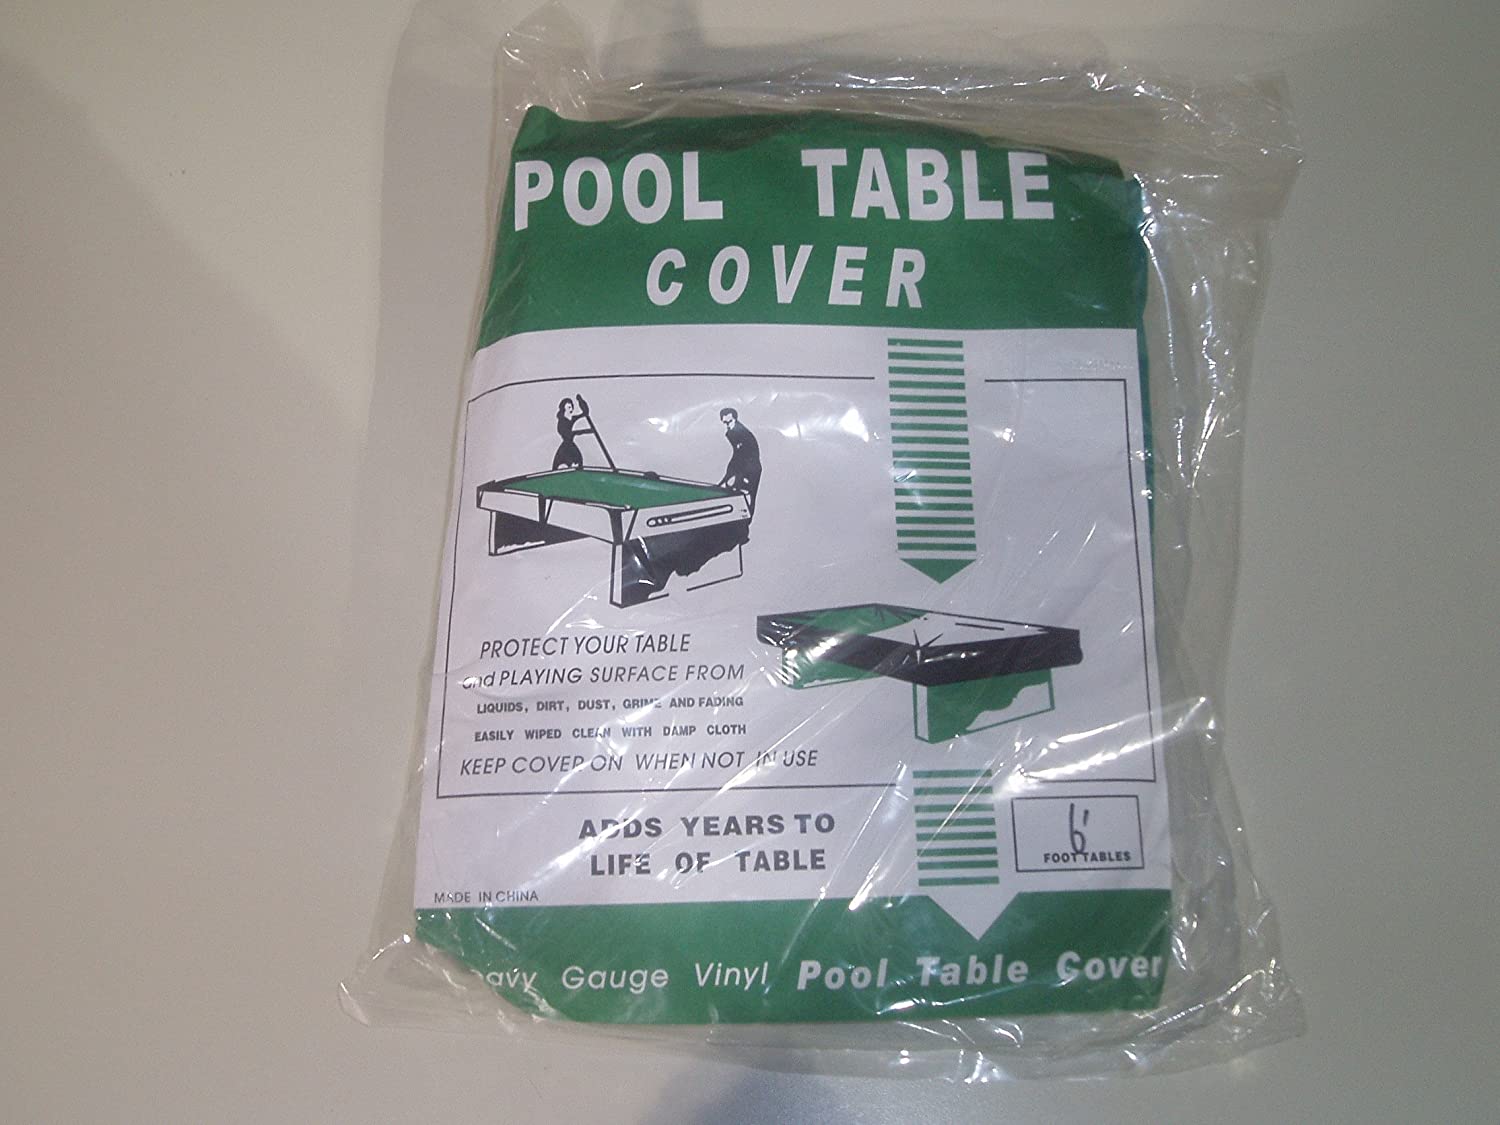 POOL TABLE
COVER
PROTECT YOUR TABLE
and PLAYING SURFACE FROM
LIQUIDS, DIRT, DUST, GRIME AND FADING
EASILY WIPED CLEAN WITH DAMP CLOTH
KEEP COVER ON WHEN NOT IN USE
ADDS YEARS TO
LIFE OF TABLE
6'
FOOT TABLES
MADE IN CHINA
eavy Gauge Vinyl Pool Table Cover